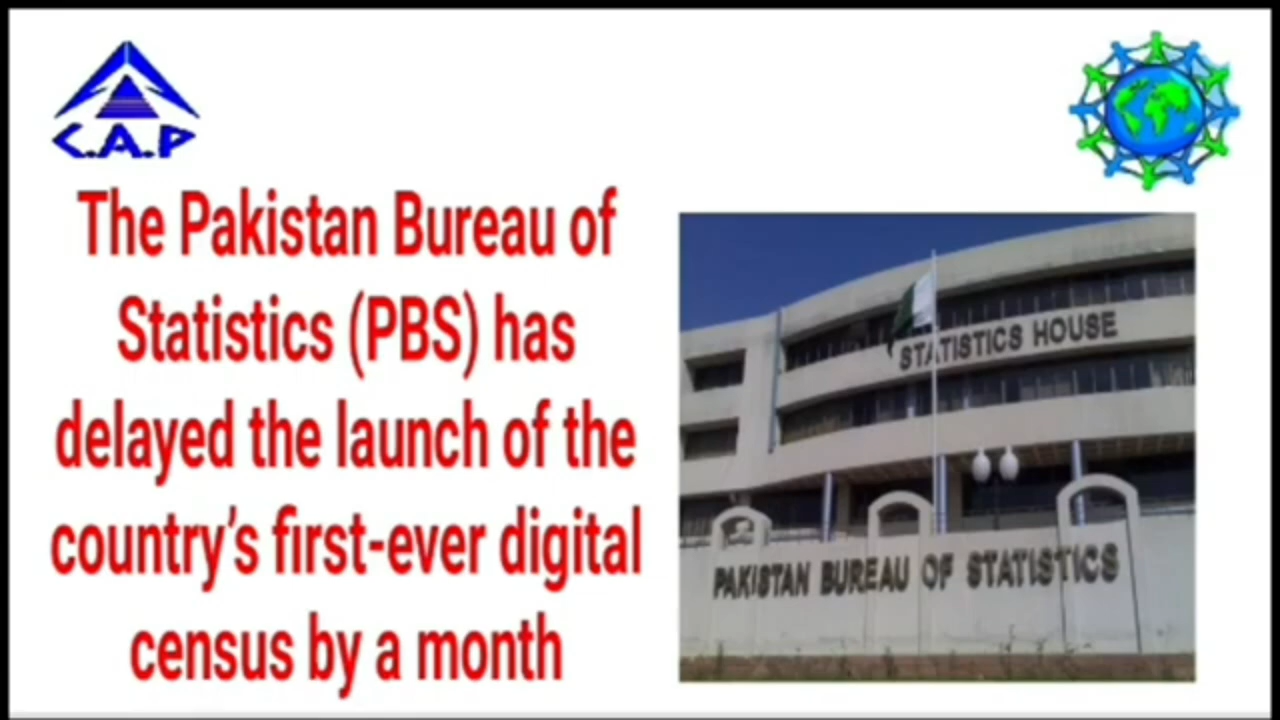 C.A.P
The Pakistan Bureau of
Statistics (PBS) has
delayed the launch of the
country’s first-ever digital
census by a month
STATISTICS HOUSE
PAKISTAN BUREAU OF STATISTICS